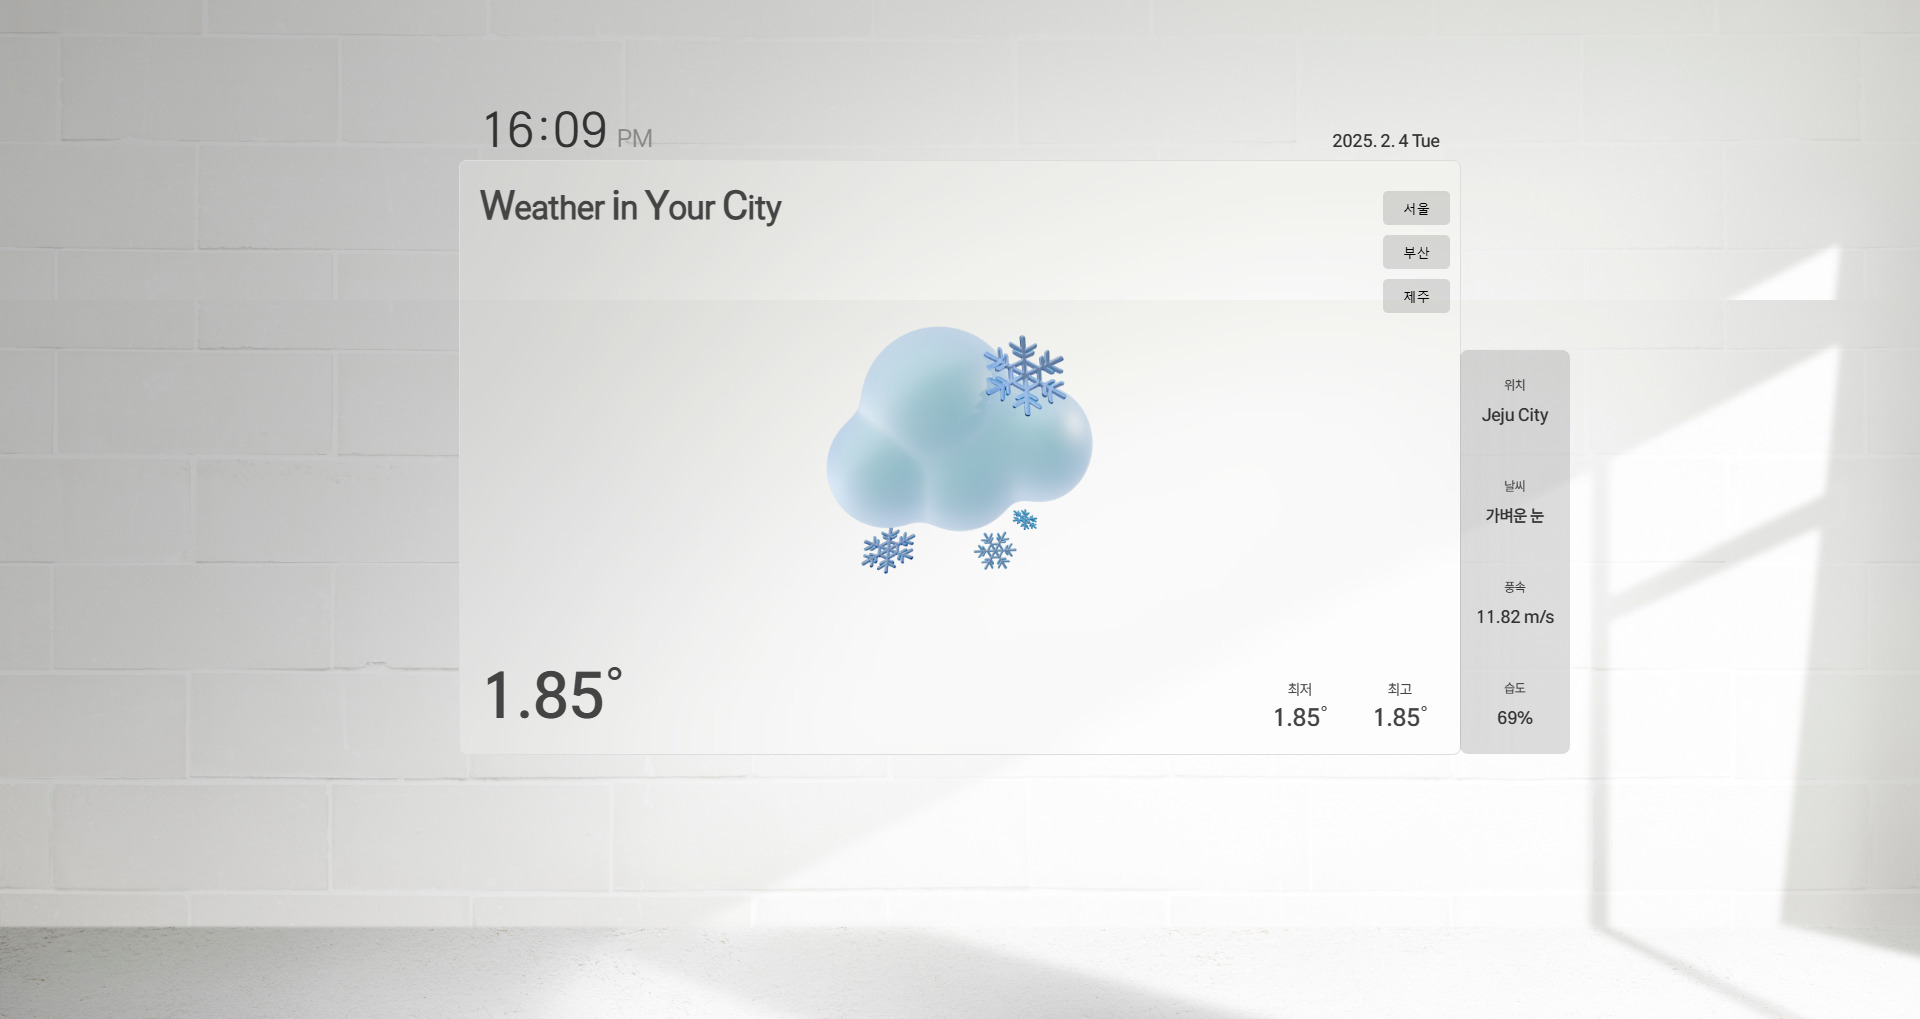 16:09 PM
2025. 2. 4 Tue
Weather in Your City
서울
부산
제주
위치
Jeju City
날씨
가벼운 눈
풍속
11.82 m/s
습도
69%
1.85°
최저
1.85°
최고
1.85°